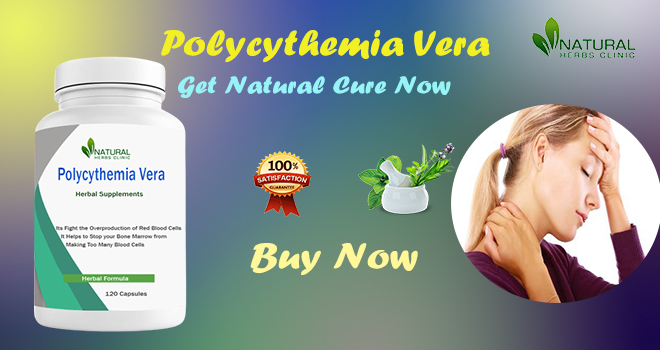 Polycythemia Vera
NATURAL
HERBS CLINIC
Get Natural Cure Now
NATURAL
HERBS CLINIC
Polycythemia Vera
Herbal Supplements
Its Fight the Overproduction of Red Blood Cells
It Helps to Stop your Bone Marrow from
Making Too Many Blood Cells
Herbal Formula
120 Capsules
100%
SATISFACTION
GUARANTEE
Buy Now